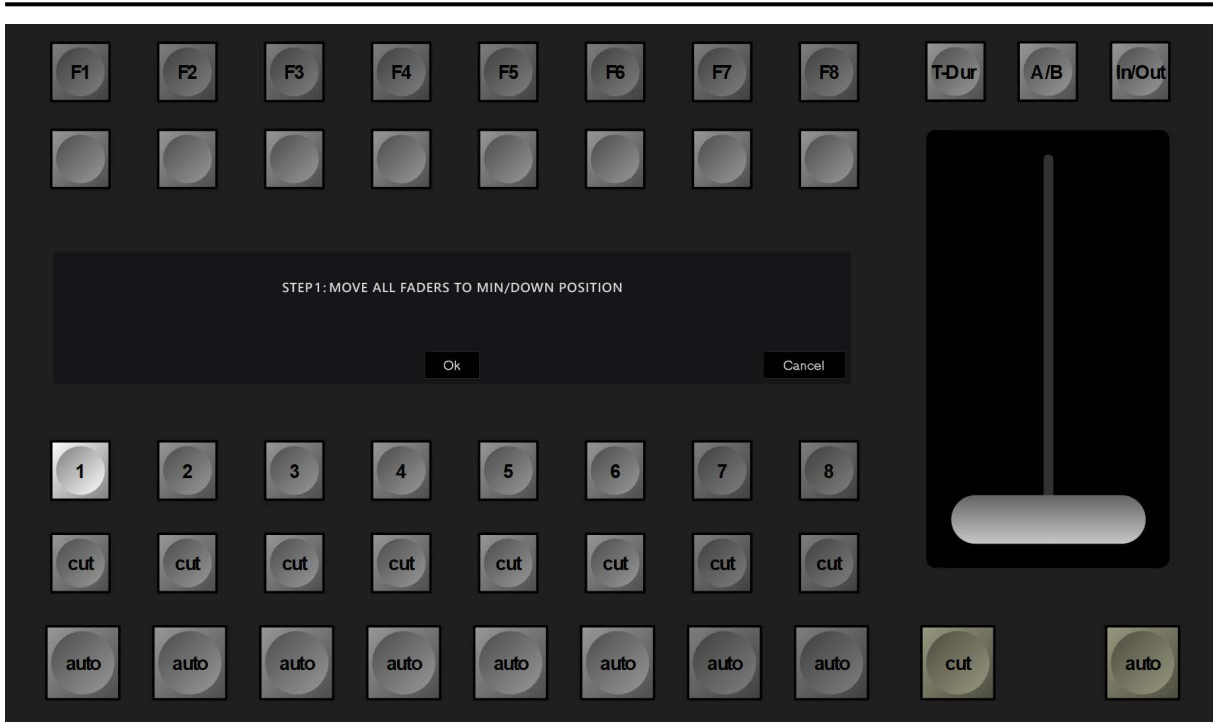 F1 F2 F3 F4 F5 F6 F7 F8 T-Dur A/B In/Out
STEP1: MOVE ALL FADERS TO MIN/DOWN POSITION
Ok Cancel
1 2 3 4 5 6 7 8
cut cut cut cut cut cut cut cut
auto auto auto auto auto auto auto auto cut auto